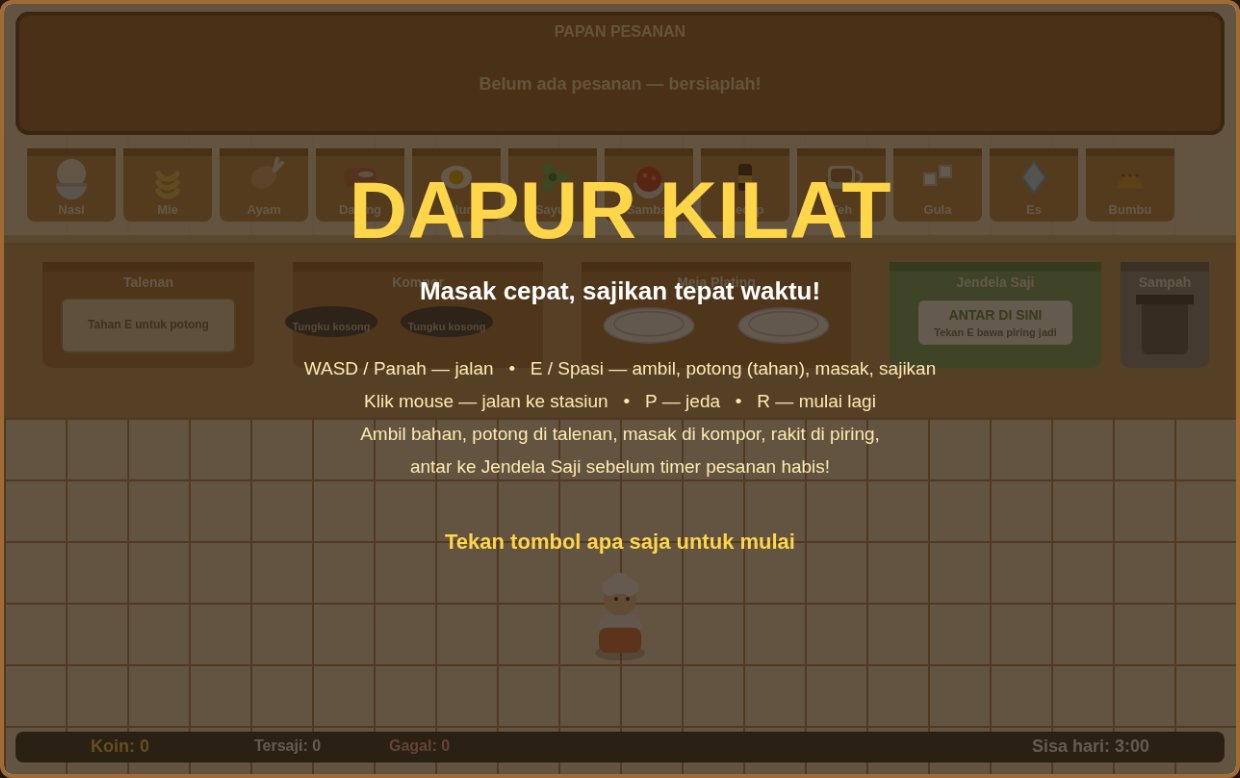 PAPAN PESANAN
Belum ada pesanan — bersiaplah!
Nasi Mie Ayam Teh Gula Es Bumbu
DAPUR KILAT
Talenan Meja Plating Jendela Saji Sampah
Masak cepat, sajikan tepat waktu!
Tahan E untuk potong
Tungku kosong Tungku kosong
ANTAR DI SINI
Tekan E bawa piring jadi
WASD / Panah — jalan • E / Spasi — ambil, potong (tahan), masak, sajikan
Klik mouse — jalan ke stasiun • P — jeda • R — mulai lagi
Ambil bahan, potong di talenan, masak di kompor, rakit di piring,
antar ke Jendela Saji sebelum timer pesanan habis!
Tekan tombol apa saja untuk mulai
Koin: 0 Tersaji: 0 Gagal: 0 Sisa hari: 3:00